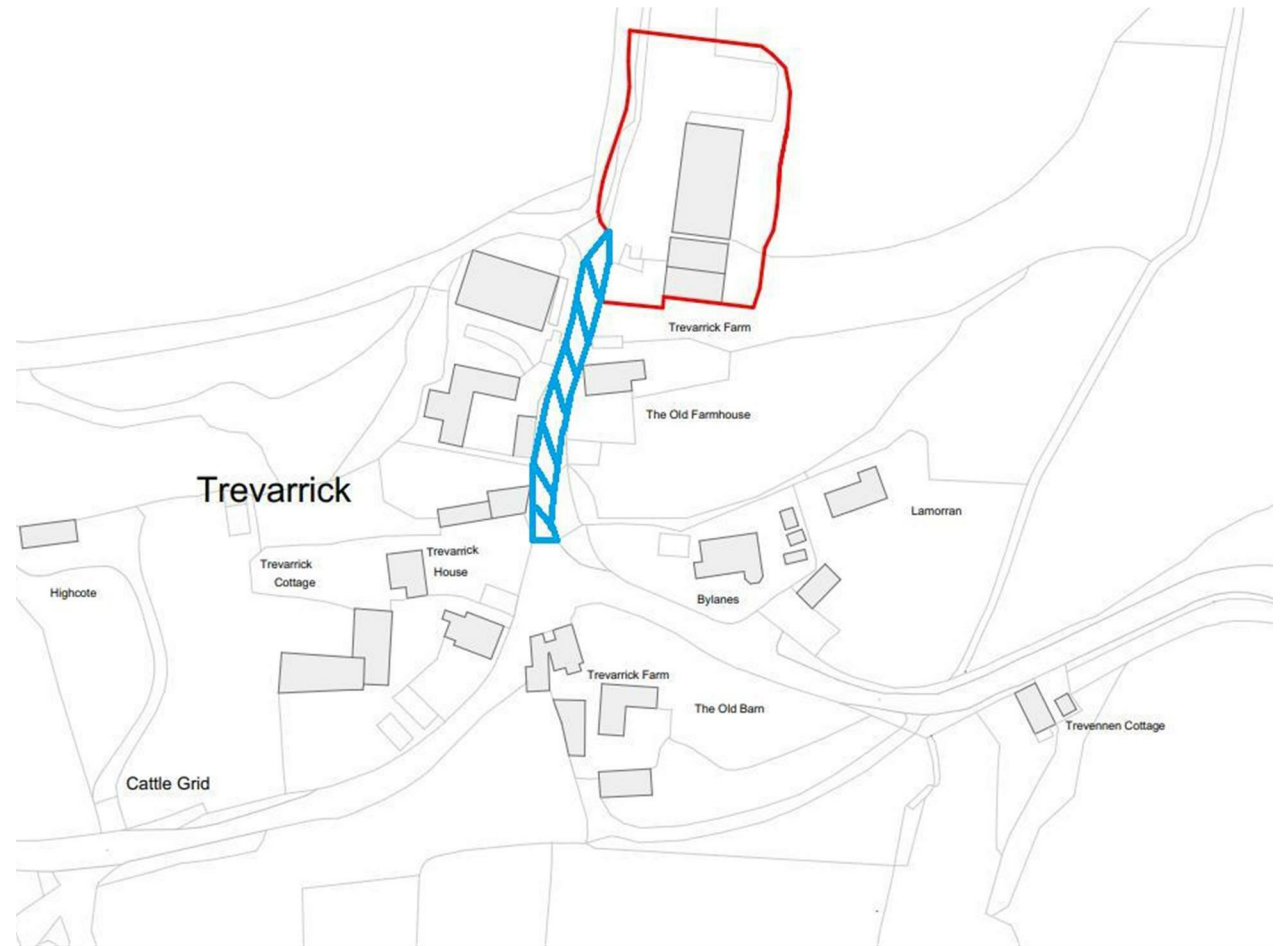 Trevarrick Farm
The Old Farmhouse
Trevarrick
Lamorran
Trevarrick
House
Trevarrick
Cottage
Highcote
Bylanes
Trevarrick Farm
The Old Barn
Trevennen Cottage
Cattle Grid